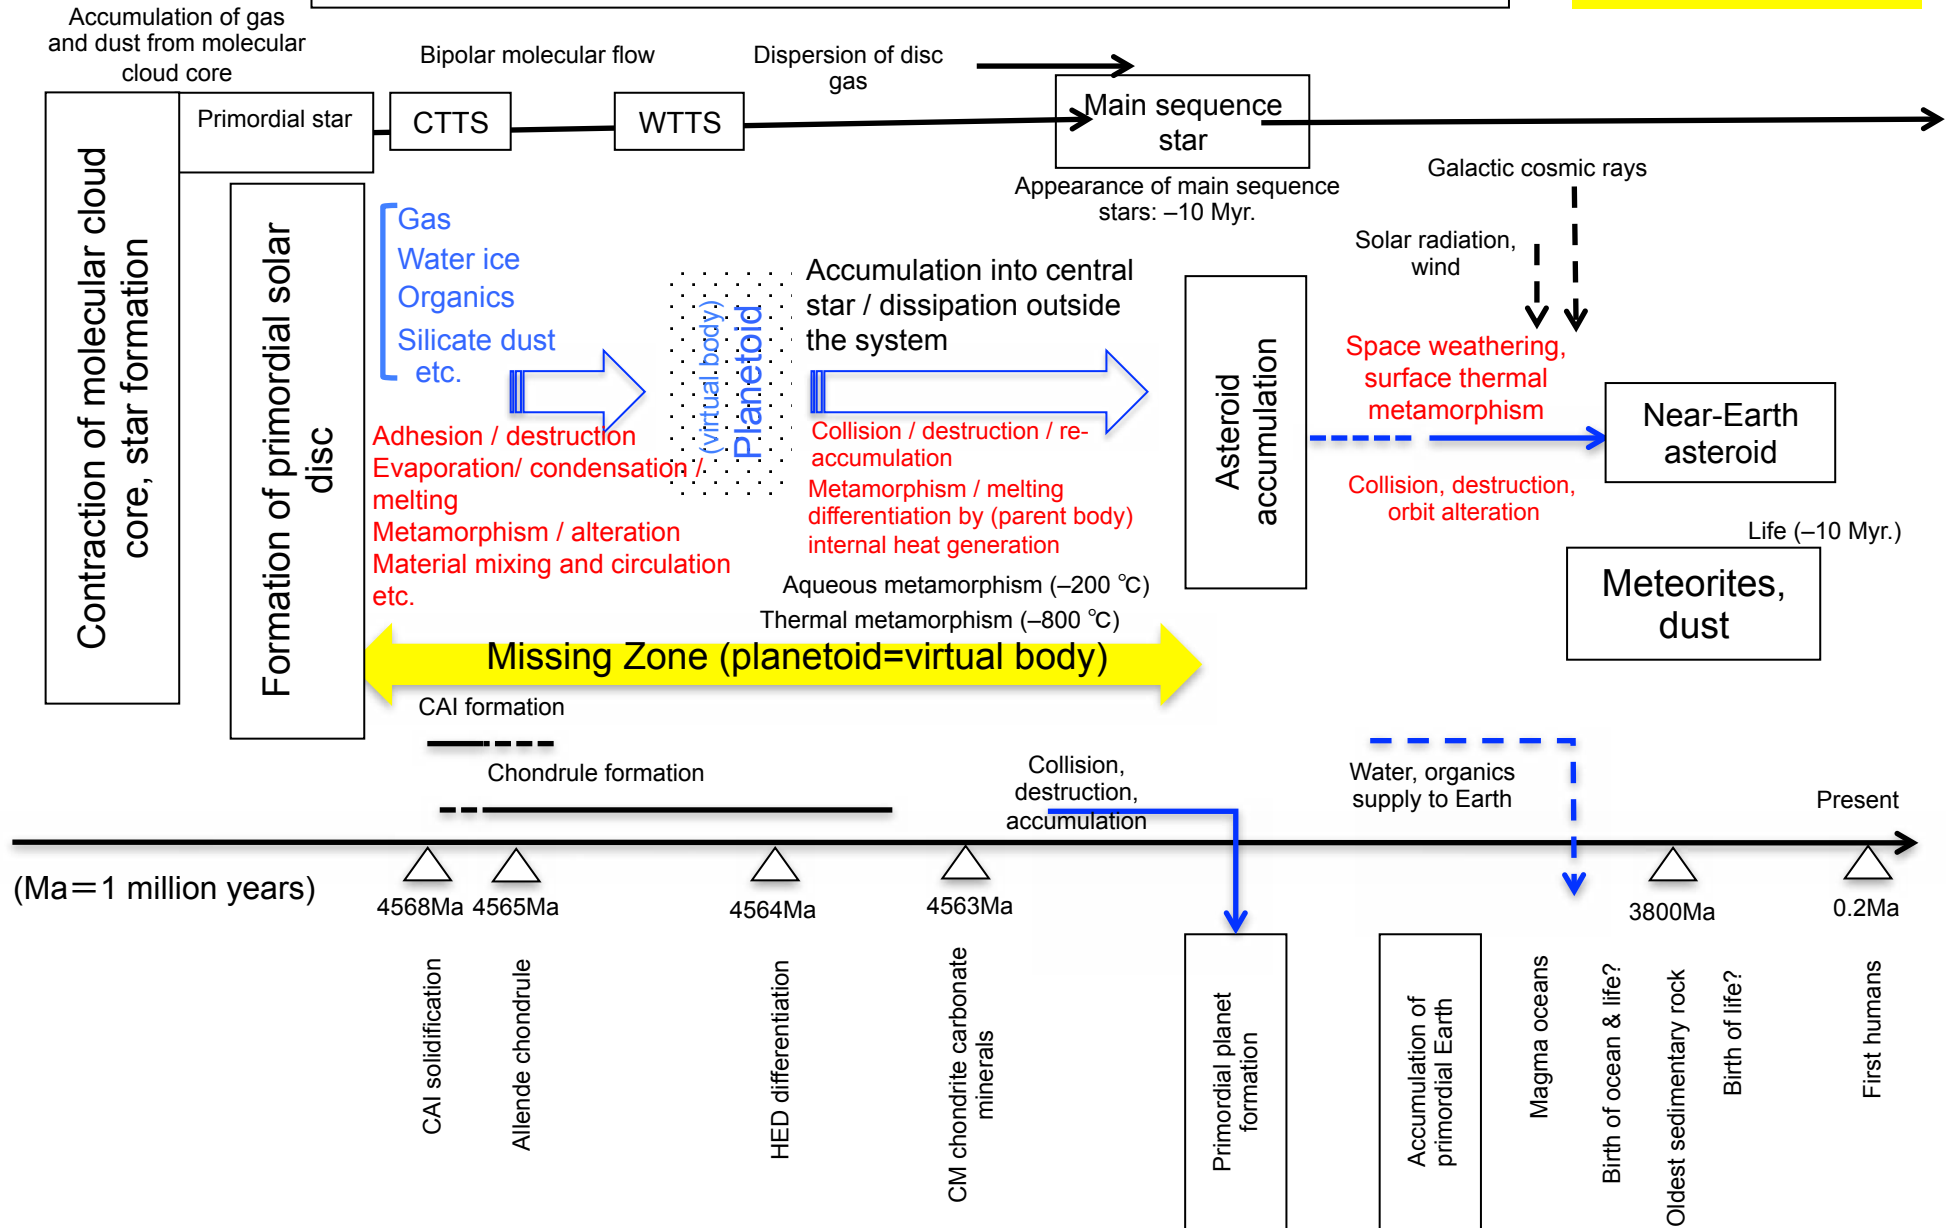 Accumulation of gas
and dust from molecular
cloud core
Bipolar molecular flow
Dispersion of disc
gas
Primordial star
CTTS
WTTS
Main sequence
star
Appearance of main sequence
stars: –10 Myr.
Galactic cosmic rays
Solar radiation,
wind
Contraction of molecular cloud
core, star formation
Formation of primordial solar
disc
Gas
Water ice
Organics
Silicate dust
etc.
(virtual body)
Planetoid
Accumulation into central
star / dissipation outside
the system
Asteroid
accumulation
Space weathering,
surface thermal
metamorphism
Near-Earth
asteroid
Adhesion / destruction
Evaporation/ condensation /
melting
Metamorphism / alteration
Material mixing and circulation
etc.
Collision / destruction / re-
accumulation
Metamorphism / melting
differentiation by (parent body)
internal heat generation
Collision, destruction,
orbit alteration
Life (–10 Myr.)
Meteorites,
dust
Aqueous metamorphism (–200 ℃)
Thermal metamorphism (–800 ℃)
Missing Zone (planetoid=virtual body)
CAI formation
Chondrule formation
Collision,
destruction,
accumulation
Water, organics
supply to Earth
Present
(Ma＝1 million years)
4568Ma
4565Ma
4564Ma
4563Ma
3800Ma
0.2Ma
CAI solidification
Allende chondrule
HED differentiation
CM chondrite carbonate
minerals
Primordial planet
formation
Accumulation of
primordial Earth
Magma oceans
Birth of ocean & life?
Oldest sedimentary rock
Birth of life?
First humans